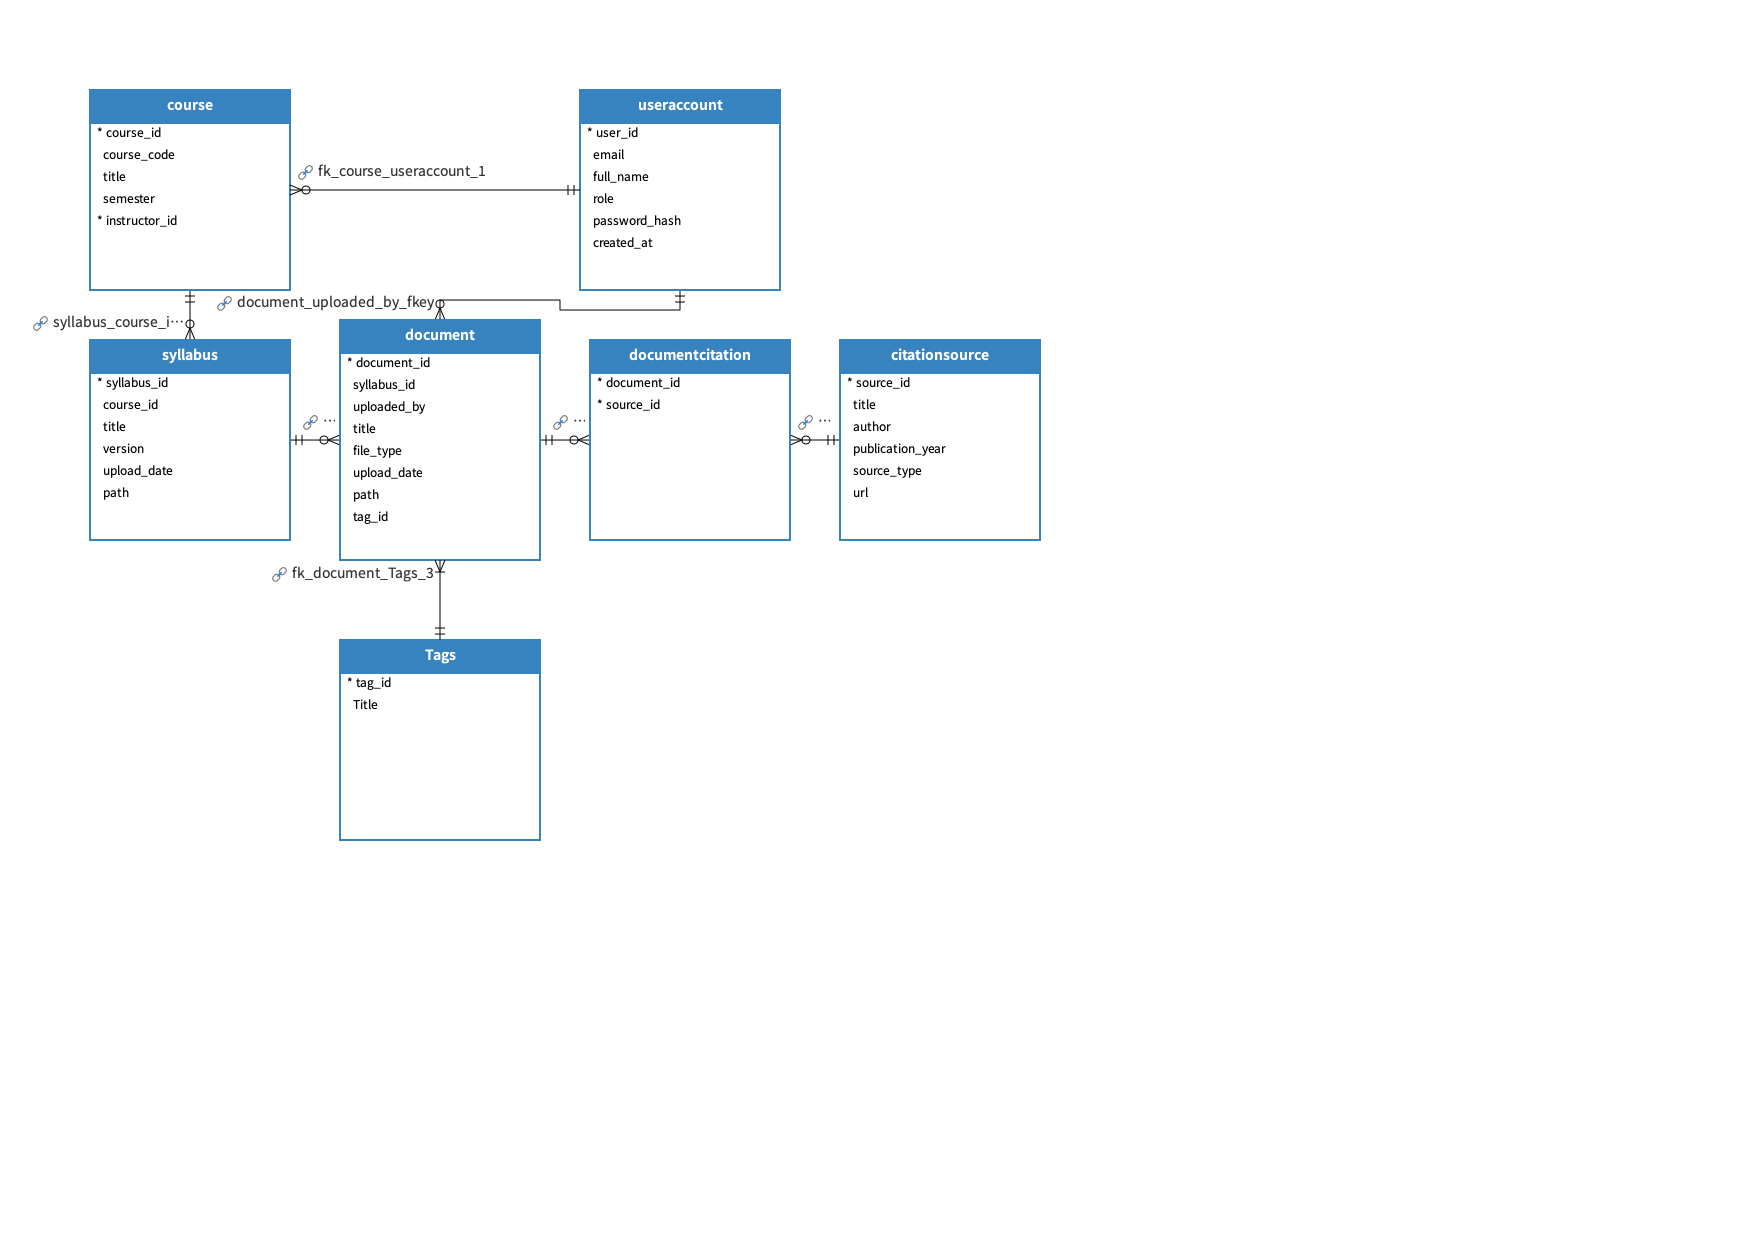 course
* course_id
course_code
title
semester
* instructor_id
fk_course_useraccount_1
useraccount
* user_id
email
full_name
role
password_hash
created_at
document_uploaded_by_fkey
syllabus_course_i···
syllabus
* syllabus_id
course_id
title
version
upload_date
path
···
document
* document_id
syllabus_id
uploaded_by
title
file_type
upload_date
path
tag_id
···
documentcitation
* document_id
* source_id
···
citationsource
* source_id
title
author
publication_year
source_type
url
fk_document_Tags_3
Tags
* tag_id
Title